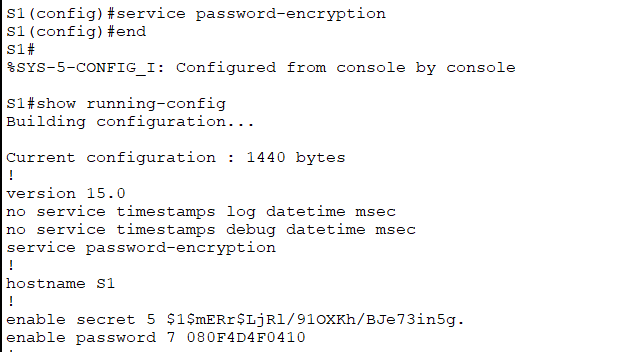 S1(config)#service password-encryption
S1(config)#end
S1#
%SYS-5-CONFIG_I: Configured from console by console
S1#show running-config
Building configuration...
Current configuration : 1440 bytes
!
version 15.0
no service timestamps log datetime msec
no service timestamps debug datetime msec
service password-encryption
!
hostname S1
!
enable secret 5 $1$mERr$LjRl/91OXKh/BJe73in5g.
enable password 7 080F4D4F0410